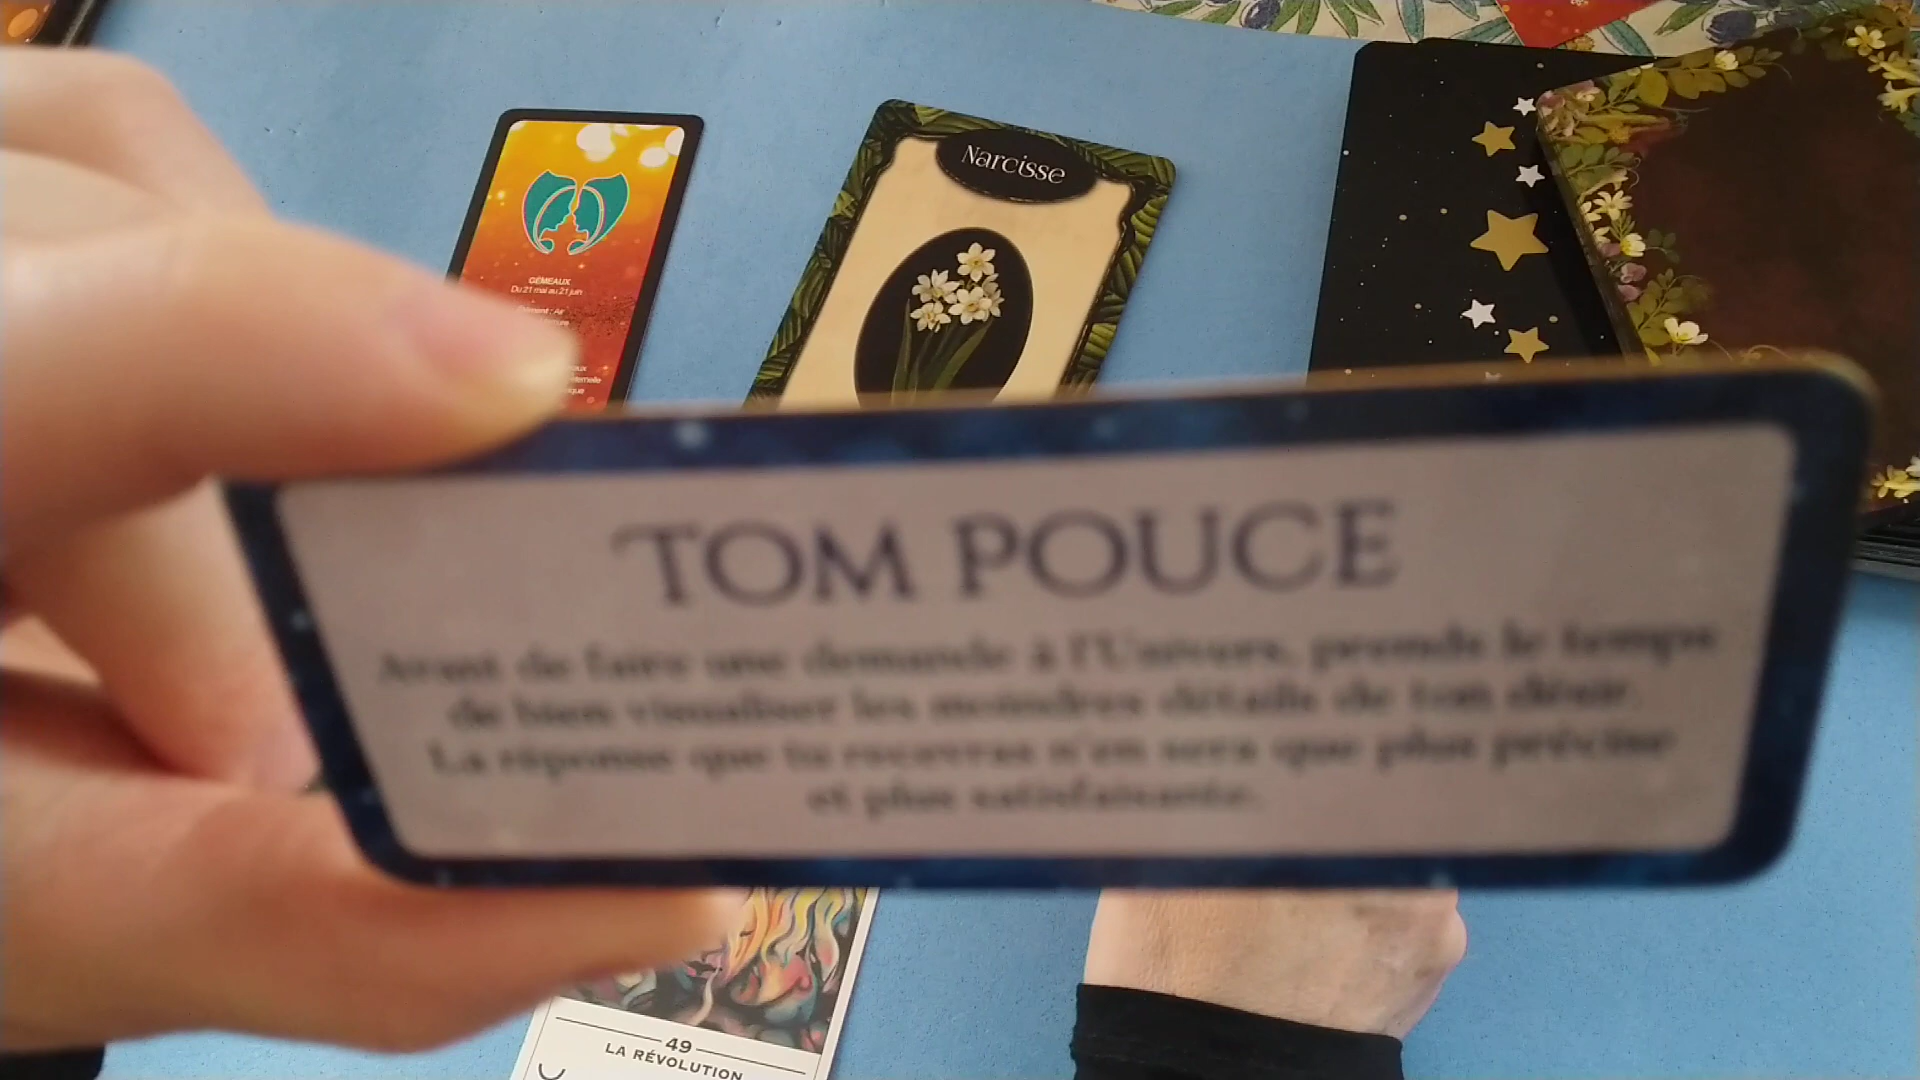 GÉMEAUX
Du 21 mai au 21 juin
Élément : Air
Narcisse
TOM POUCE
Avant de faire une demande à l'Univers, prends le temps
de bien visualiser les moindres détails de ton désir.
La réponse que tu recevras n'en sera que plus précise
et plus satisfaisante.
49
LA RÉVOLUTION